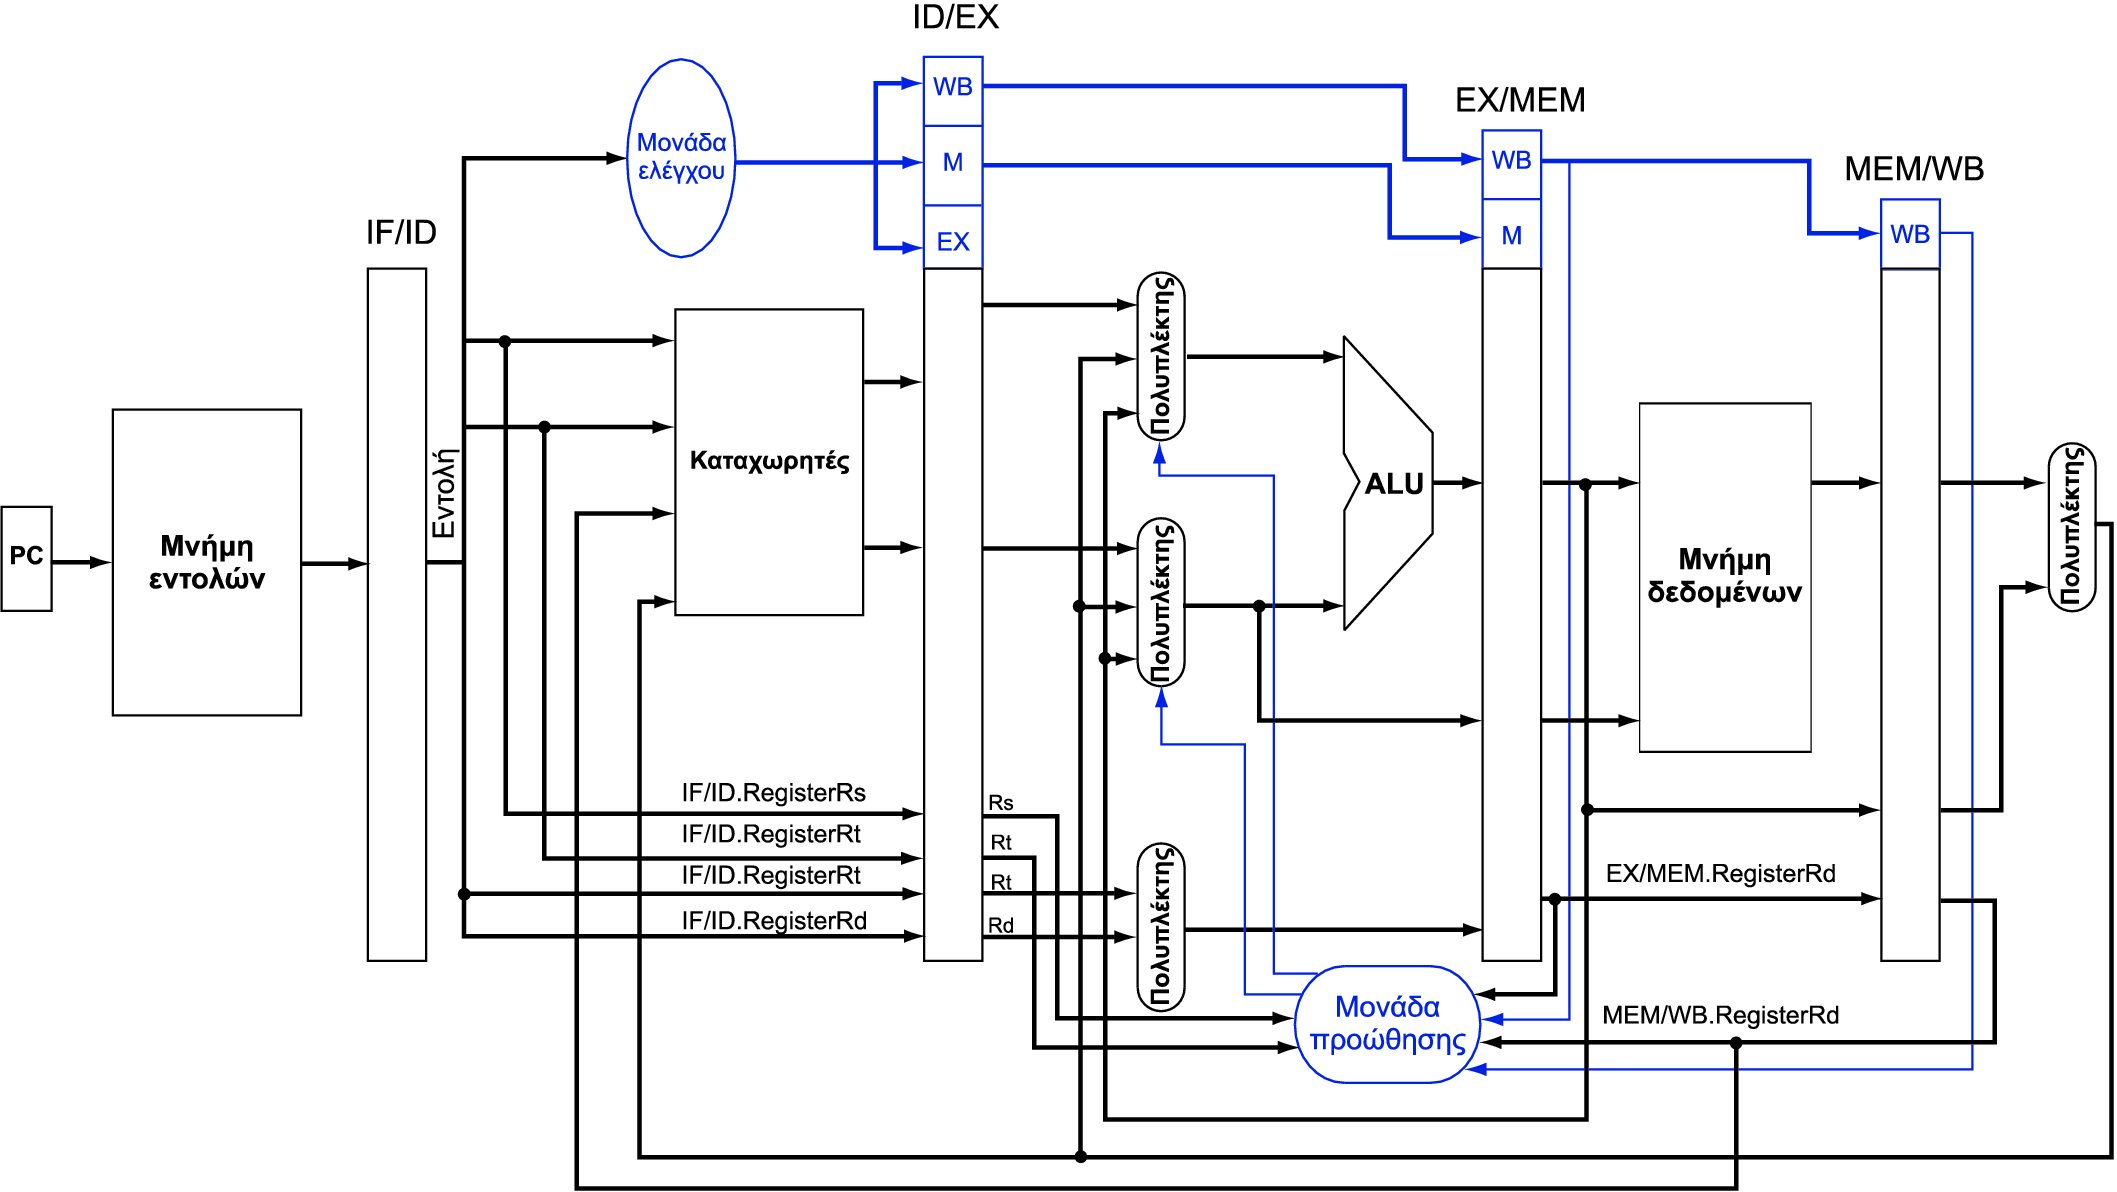 ID/EX
WB
EX/MEM
Μονάδα
ελέγχου
M
WB
MEM/WB
IF/ID
EX
M
WB
Πολυπλέκτης
Εντολή
Καταχωρητές
ALU
Πολυπλέκτης
PC
Μνήμη
εντολών
Πολυπλέκτης
Μνήμη
δεδομένων
IF/ID.RegisterRs
Rs
IF/ID.RegisterRt
Rt
IF/ID.RegisterRt
Rt
EX/MEM.RegisterRd
IF/ID.RegisterRd
Rd
Πολυπλέκτης
Μονάδα
προώθησης
MEM/WB.RegisterRd